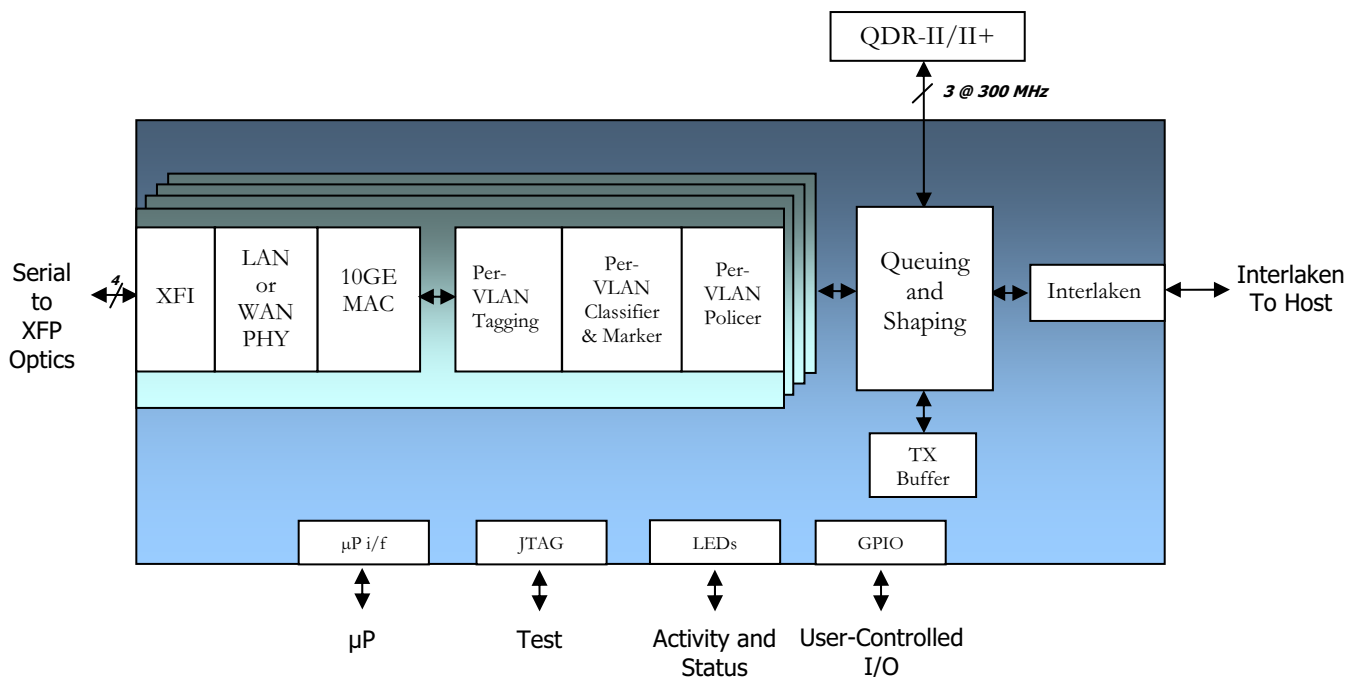 QDR-II/II+
3 @ 300 MHz
Serial
to
XFP
Optics
4
XFI
LAN
or
WAN
PHY
10GE
MAC
Per-
VLAN
Tagging
Per-
VLAN
Classifier
& Marker
Per-
VLAN
Policer
Queuing
and
Shaping
Interlaken
Interlaken
To Host
TX
Buffer
µP i/f
JTAG
LEDs
GPIO
µP
Test
Activity and
Status
User-Controlled
I/O